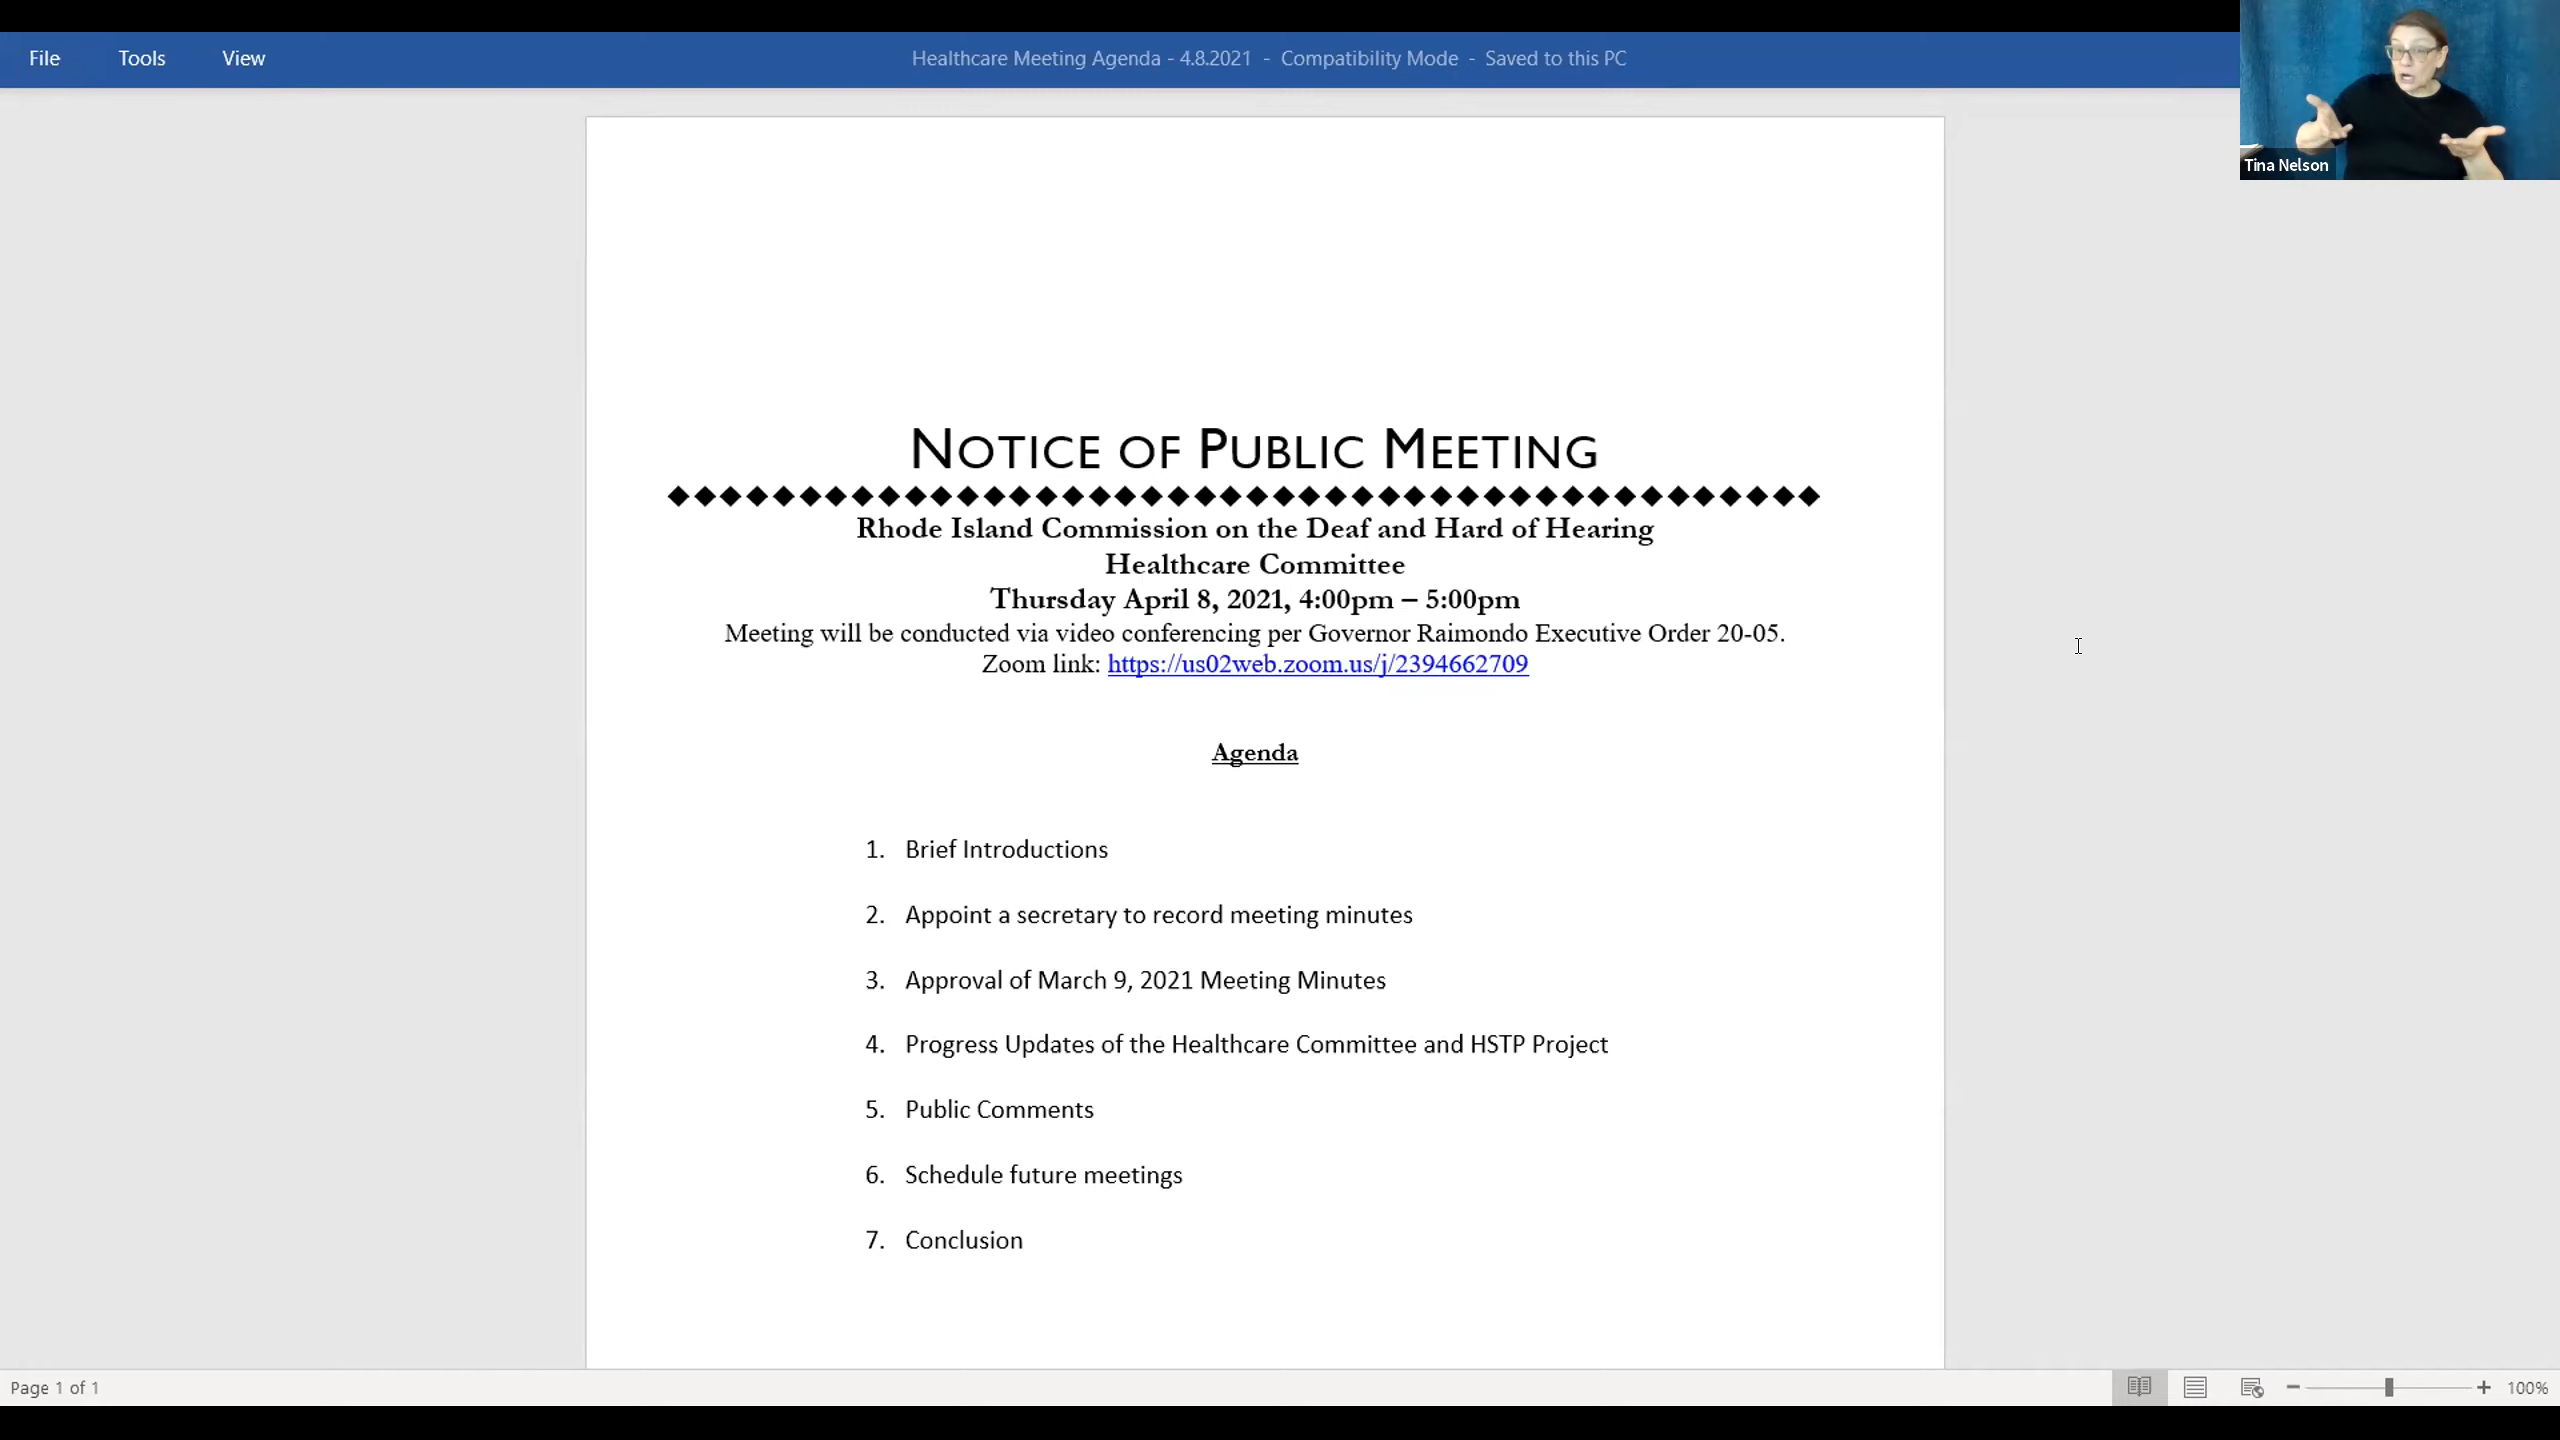 File Tools View Healthcare Meeting Agenda - 4.8.2021 - Compatibility Mode - Saved to this PC
Tina Nelson
NOTICE OF PUBLIC MEETING
Rhode Island Commission on the Deaf and Hard of Hearing
Healthcare Committee
Thursday April 8, 2021, 4:00pm – 5:00pm
Meeting will be conducted via video conferencing per Governor Raimondo Executive Order 20-05.
Zoom link: https://us02web.zoom.us/j/2394662709
Agenda
1. Brief Introductions
2. Appoint a secretary to record meeting minutes
3. Approval of March 9, 2021 Meeting Minutes
4. Progress Updates of the Healthcare Committee and HSTP Project
5. Public Comments
6. Schedule future meetings
7. Conclusion
Page 1 of 1 100%